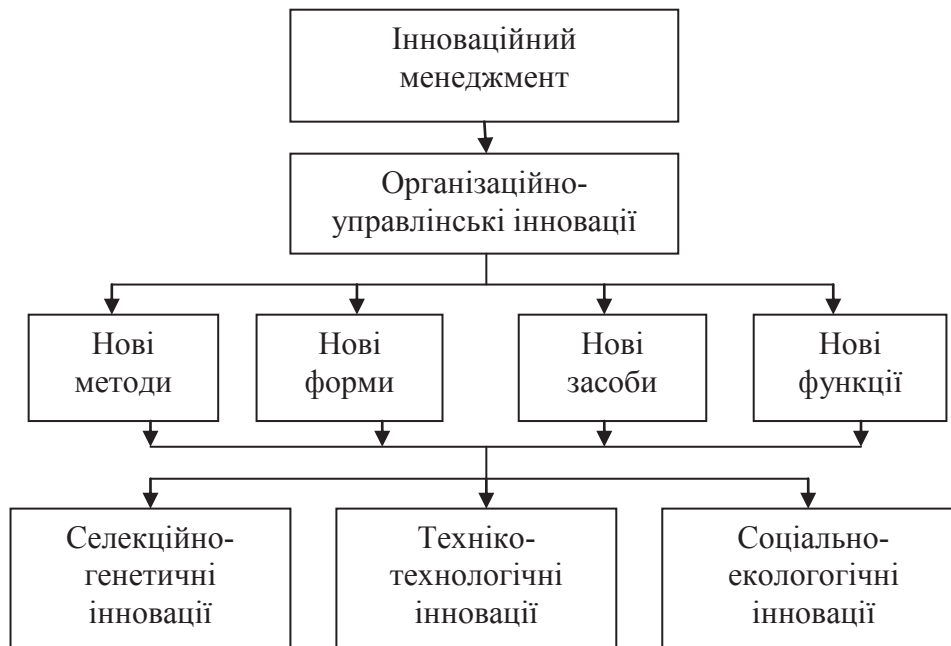 Інноваційний
менеджмент
Організаційно-
управлінські інновації
Нові
методи
Нові
форми
Нові
засоби
Нові
функції
Селекційно-
генетичні
інновації
Техніко-
технологічні
інновації
Соціально-
екологогічні
інновації